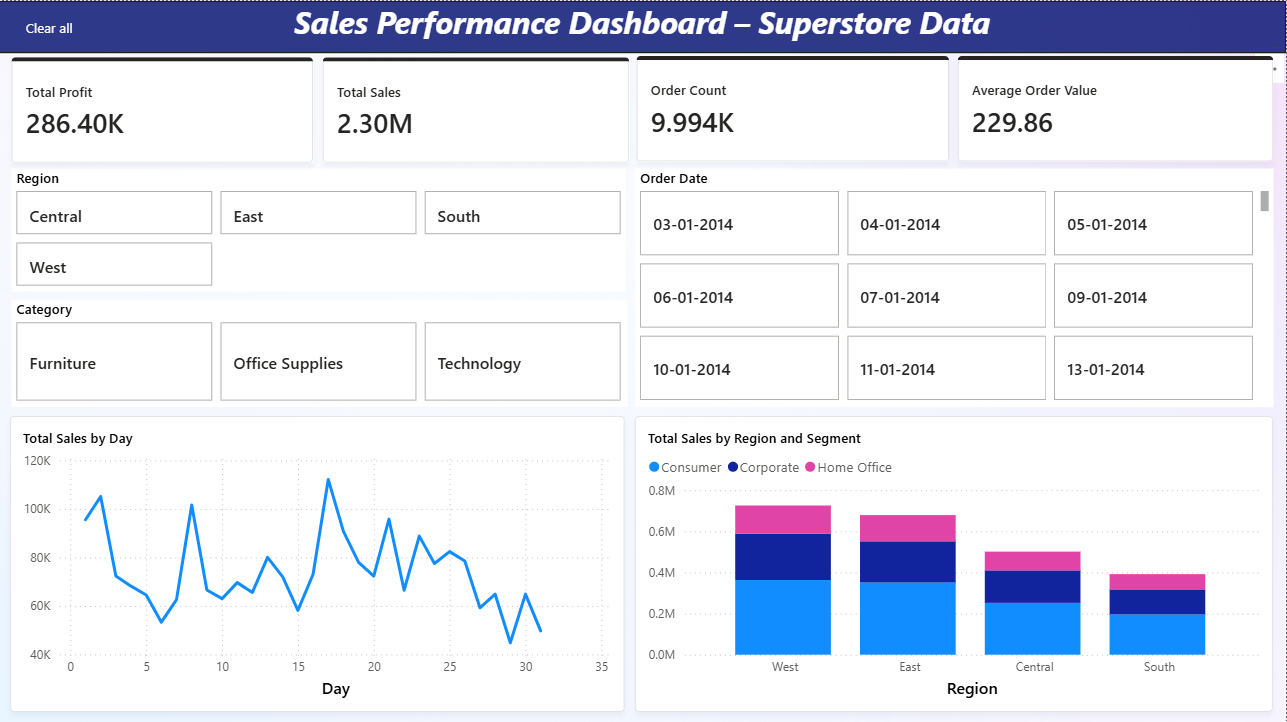 Clear all
Sales Performance Dashboard – Superstore Data
Total Profit
286.40K
Total Sales
2.30M
Order Count
9.994K
Average Order Value
229.86
Region
Central
East
South
West
Category
Furniture
Office Supplies
Technology
Order Date
03-01-2014
04-01-2014
05-01-2014
06-01-2014
07-01-2014
09-01-2014
10-01-2014
11-01-2014
13-01-2014
Total Sales by Day
120K
100K
80K
60K
40K
0 5 10 15 20 25 30 35
Day
Total Sales by Region and Segment
Consumer Corporate Home Office
0.8M
0.6M
0.4M
0.2M
0.0M
West East Central South
Region